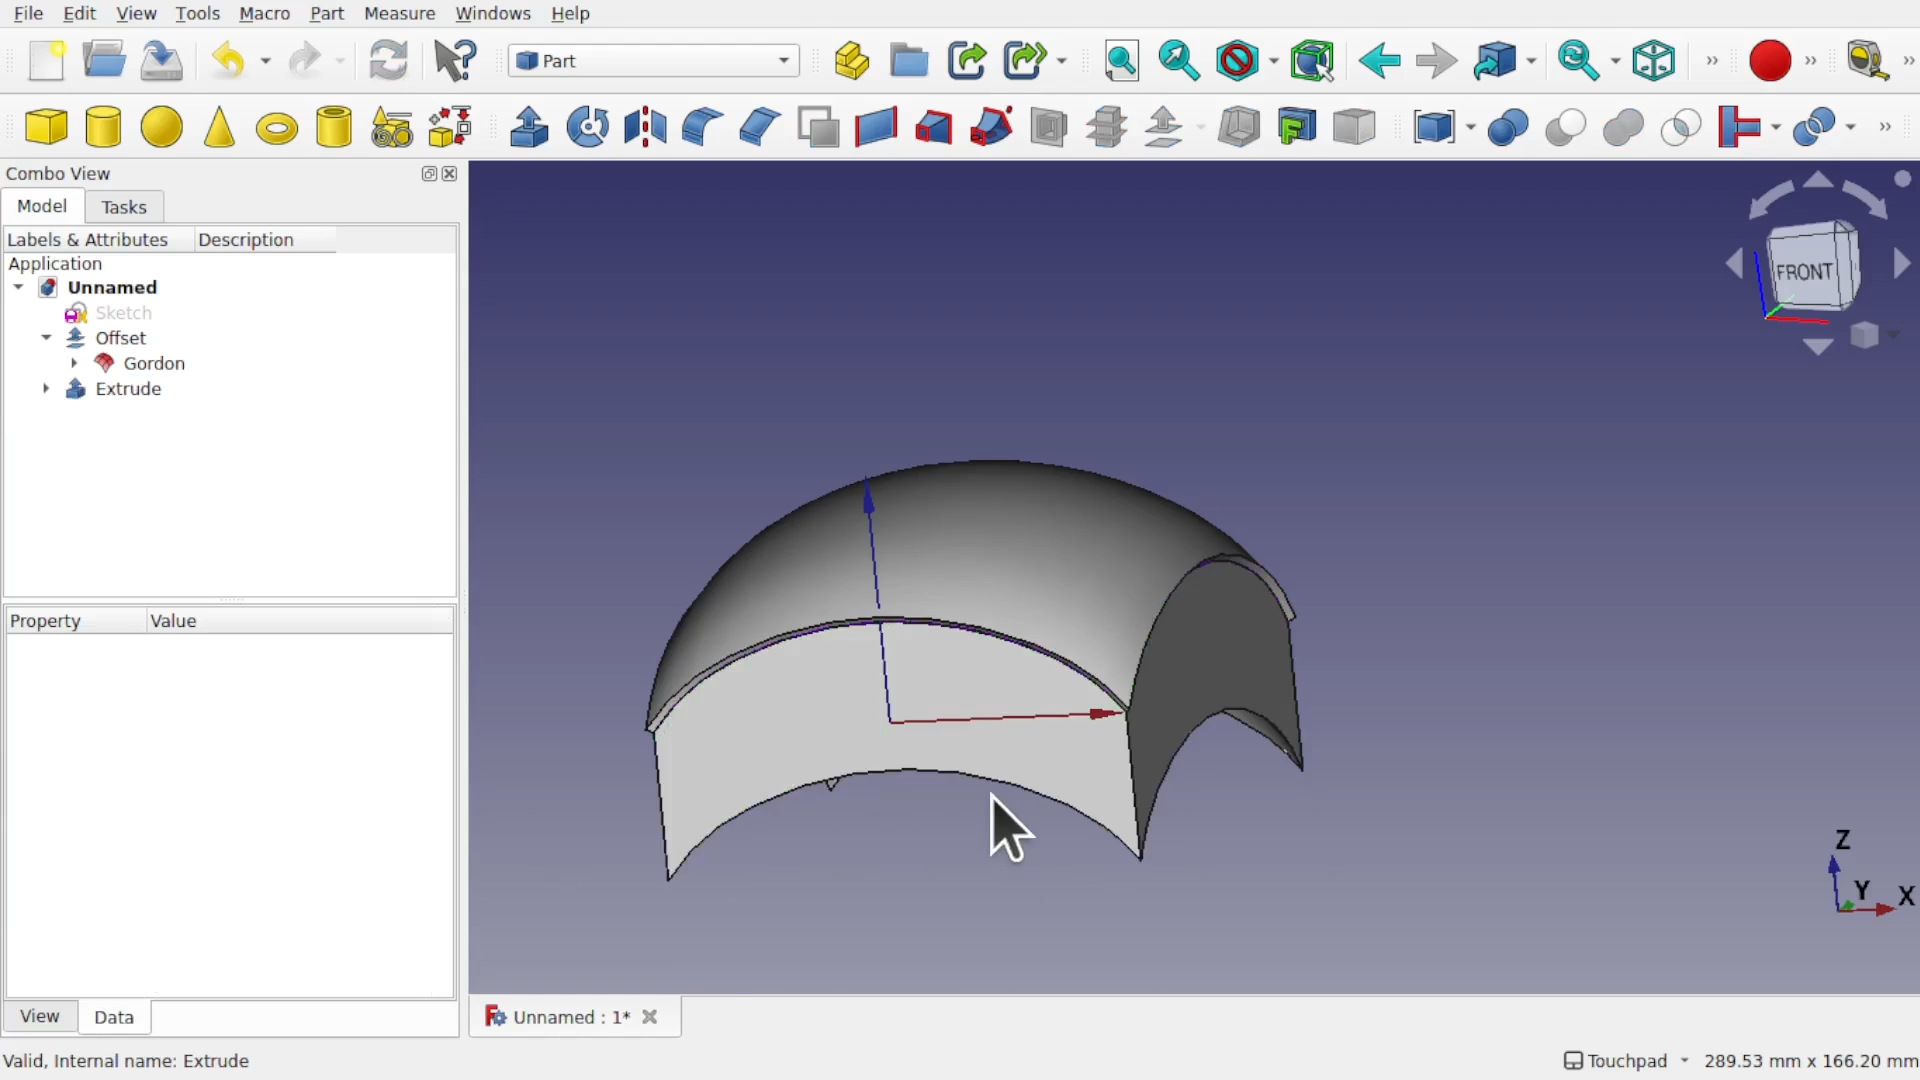 File Edit View Tools Macro Part Measure Windows Help
Part
Combo View
Model Tasks
Labels & Attributes Description
Application
Unnamed
Sketch
Offset
Gordon
Extrude
FRONT
Property Value
Z
Y X
View Data
Unnamed : 1*
Valid, Internal name: Extrude
Touchpad 289.53 mm x 166.20 mm